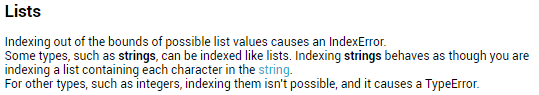 Lists
Indexing out of the bounds of possible list values causes an IndexError.
Some types, such as strings, can be indexed like lists. Indexing strings behaves as though you are
indexing a list containing each character in the string.
For other types, such as integers, indexing them isn't possible, and it causes a TypeError.